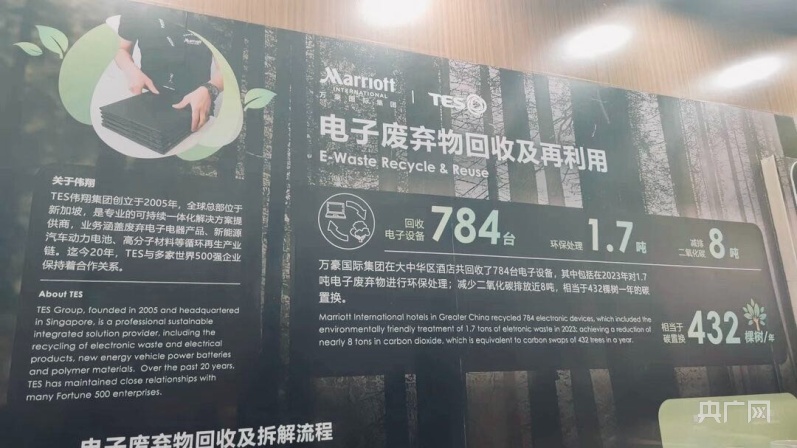 Marriott
INTERNATIONAL
万豪国际集团
TES
电子废弃物回收及再利用
E-Waste Recycle & Reuse
关于伟翔
TES伟翔集团创立于2005年，全球总部位于
新加坡，是专业的可持续一体化解决方案提
供商，业务涵盖废弃电子电器产品、新能源
汽车动力电池、高分子材料等循环再生产业
链。迄今20年，TES与多家世界500强企业
保持着合作关系。
About TES
TES Group, founded in 2005 and headquartered
in Singapore, is a professional sustainable
integrated solution provider, including the
recycling of electronic waste and electrical
products, new energy vehicle power batteries
and polymer materials. Over the past 20 years,
TES has maintained close relationships with
many Fortune 500 enterprises.
回收
电子设备 784台
环保处理 1.7吨
减排
二氧化碳 8吨
万豪国际集团在大中华区酒店共回收了784台电子设备，其中包括在2023年对1.7
吨电子废弃物进行环保处理；减少二氧化碳排放近8吨，相当于432棵树一年的碳
置换。
Marriott International hotels in Greater China recycled 784 electronic devices, which included the
environmentally friendly treatment of 1.7 tons of eletronic waste in 2023; achieving a reduction of
nearly 8 tons in carbon dioxide, which is equivalent to carbon swaps of 432 trees in a year.
相当于
碳置换 432棵树/年
电子废弃物回收及拆解流程
央广网